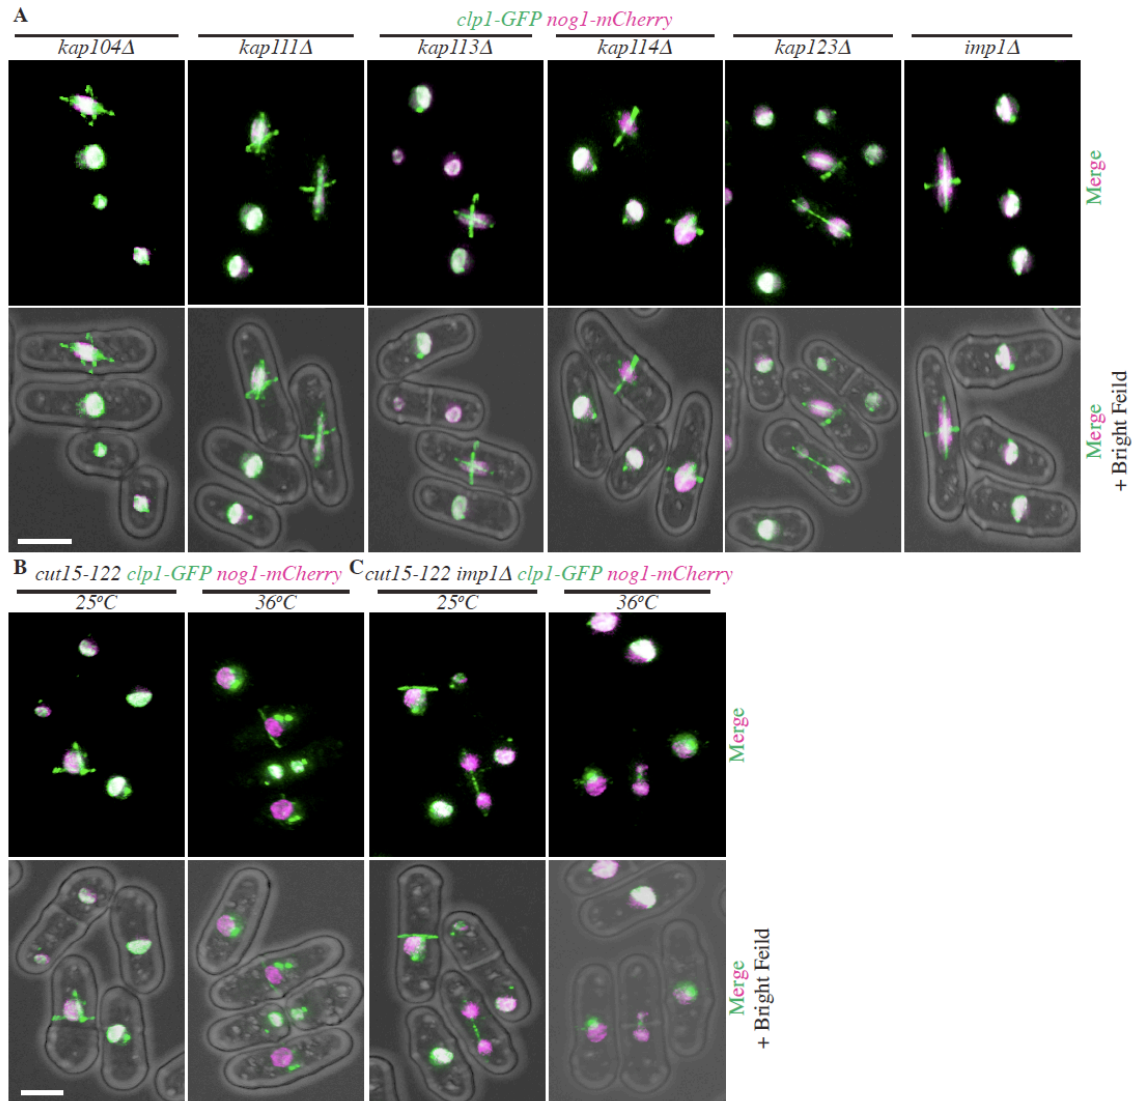 A
clp1-GFP nog1-mCherry
kap104Δ kap111Δ kap113Δ kap114Δ kap123Δ imp1Δ
Merge
Merge
+ Bright Feild
B cut15-122 clp1-GFP nog1-mCherry C cut15-122 imp1Δ clp1-GFP nog1-mCherry
25°C 36°C 25°C 36°C
Merge
Merge
+ Bright Feild